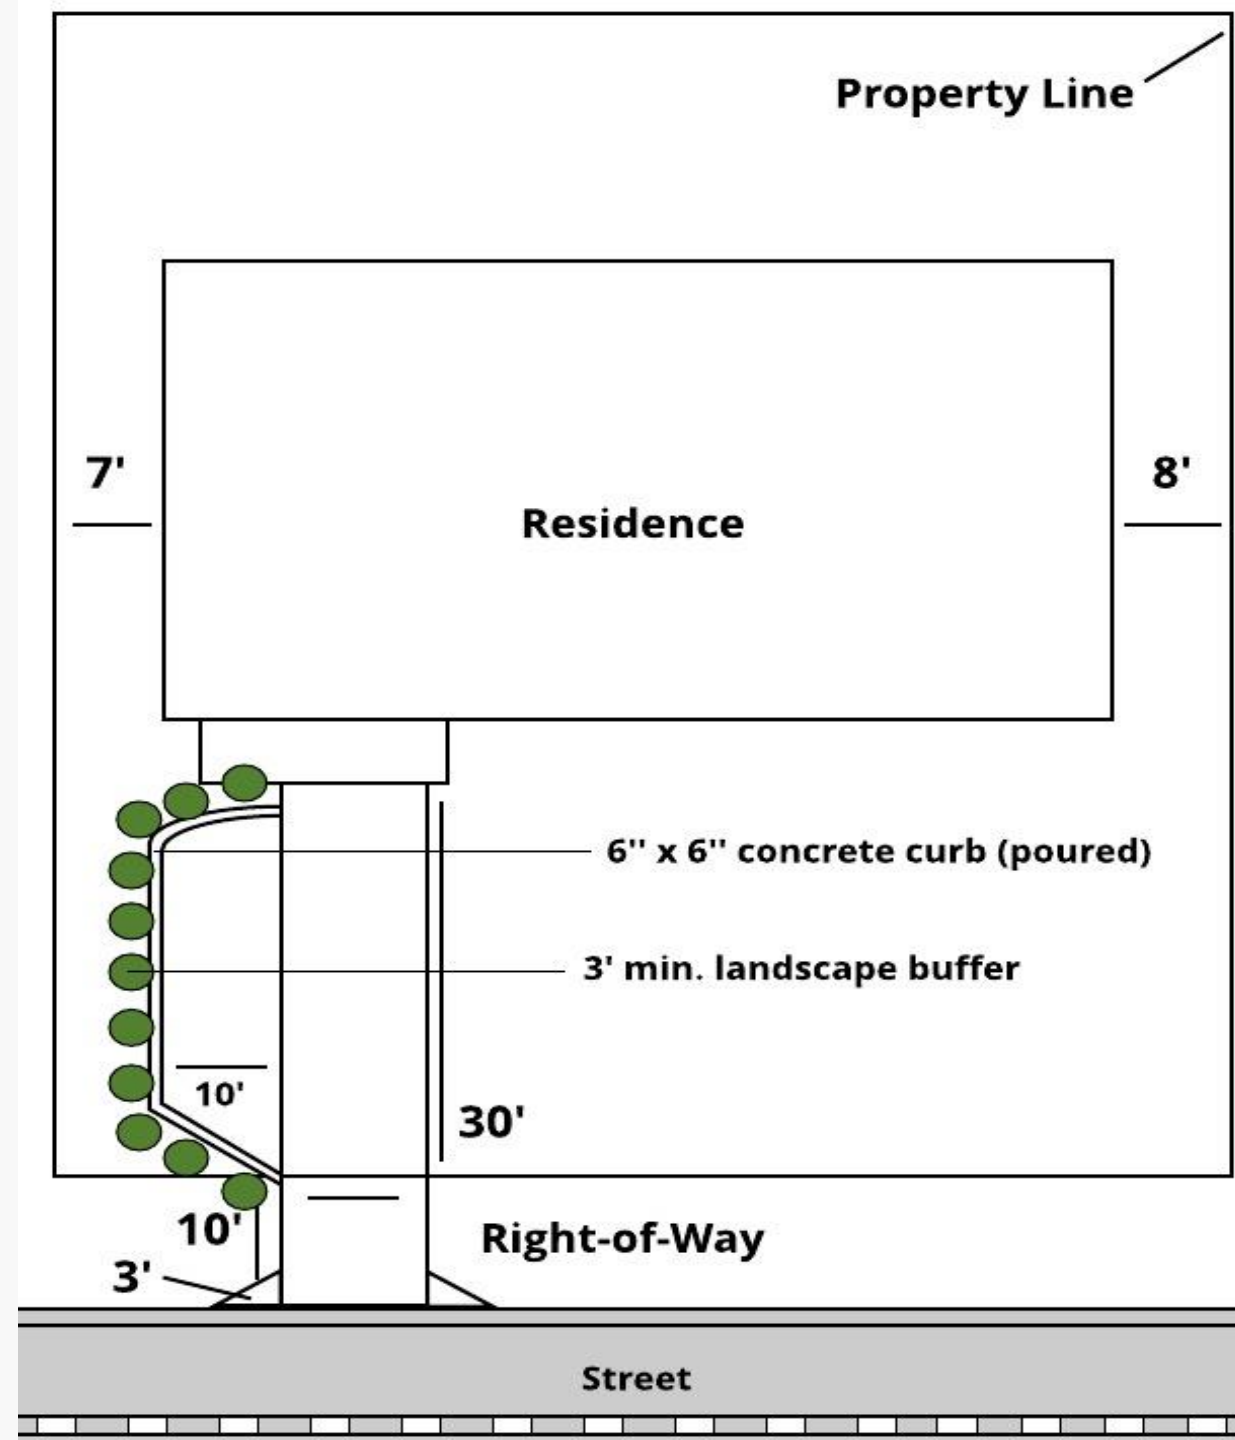 Property Line
7'
8'
Residence
6'' x 6'' concrete curb (poured)
3' min. landscape buffer
10'
30'
10'
Right-of-Way
3'
Street